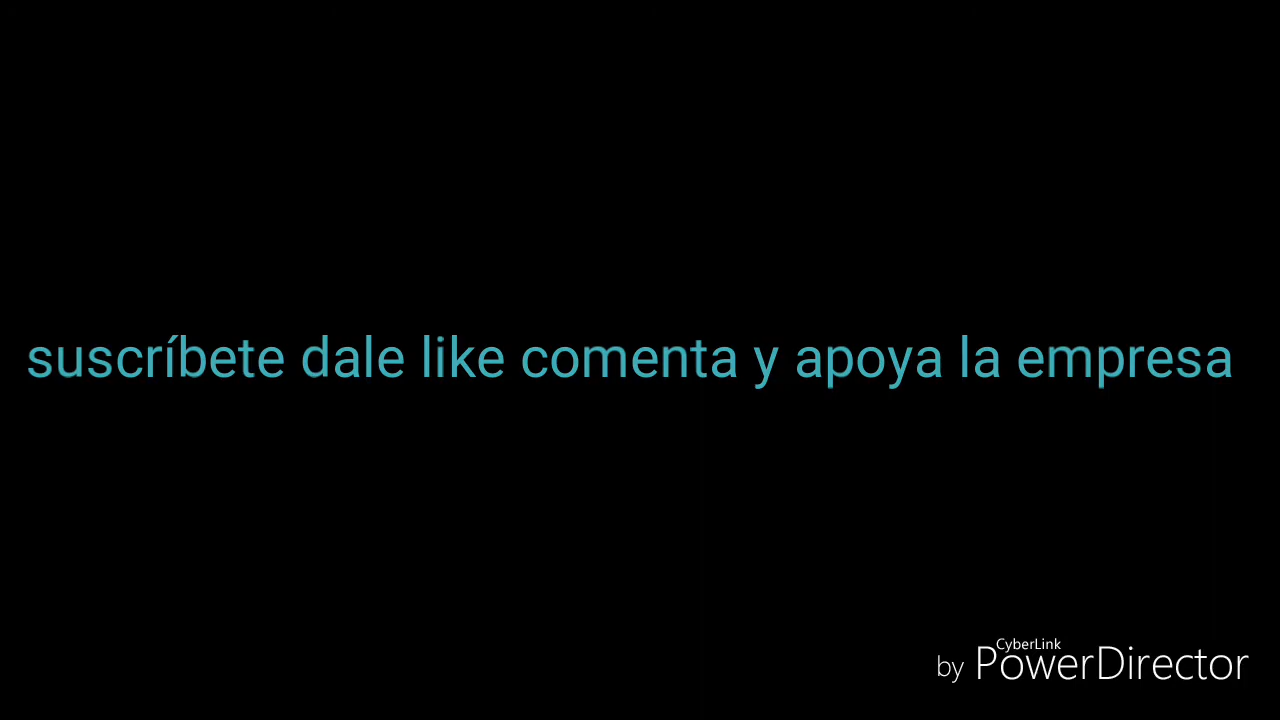 suscríbete dale like comenta y apoya la empresa
CyberLink
by PowerDirector